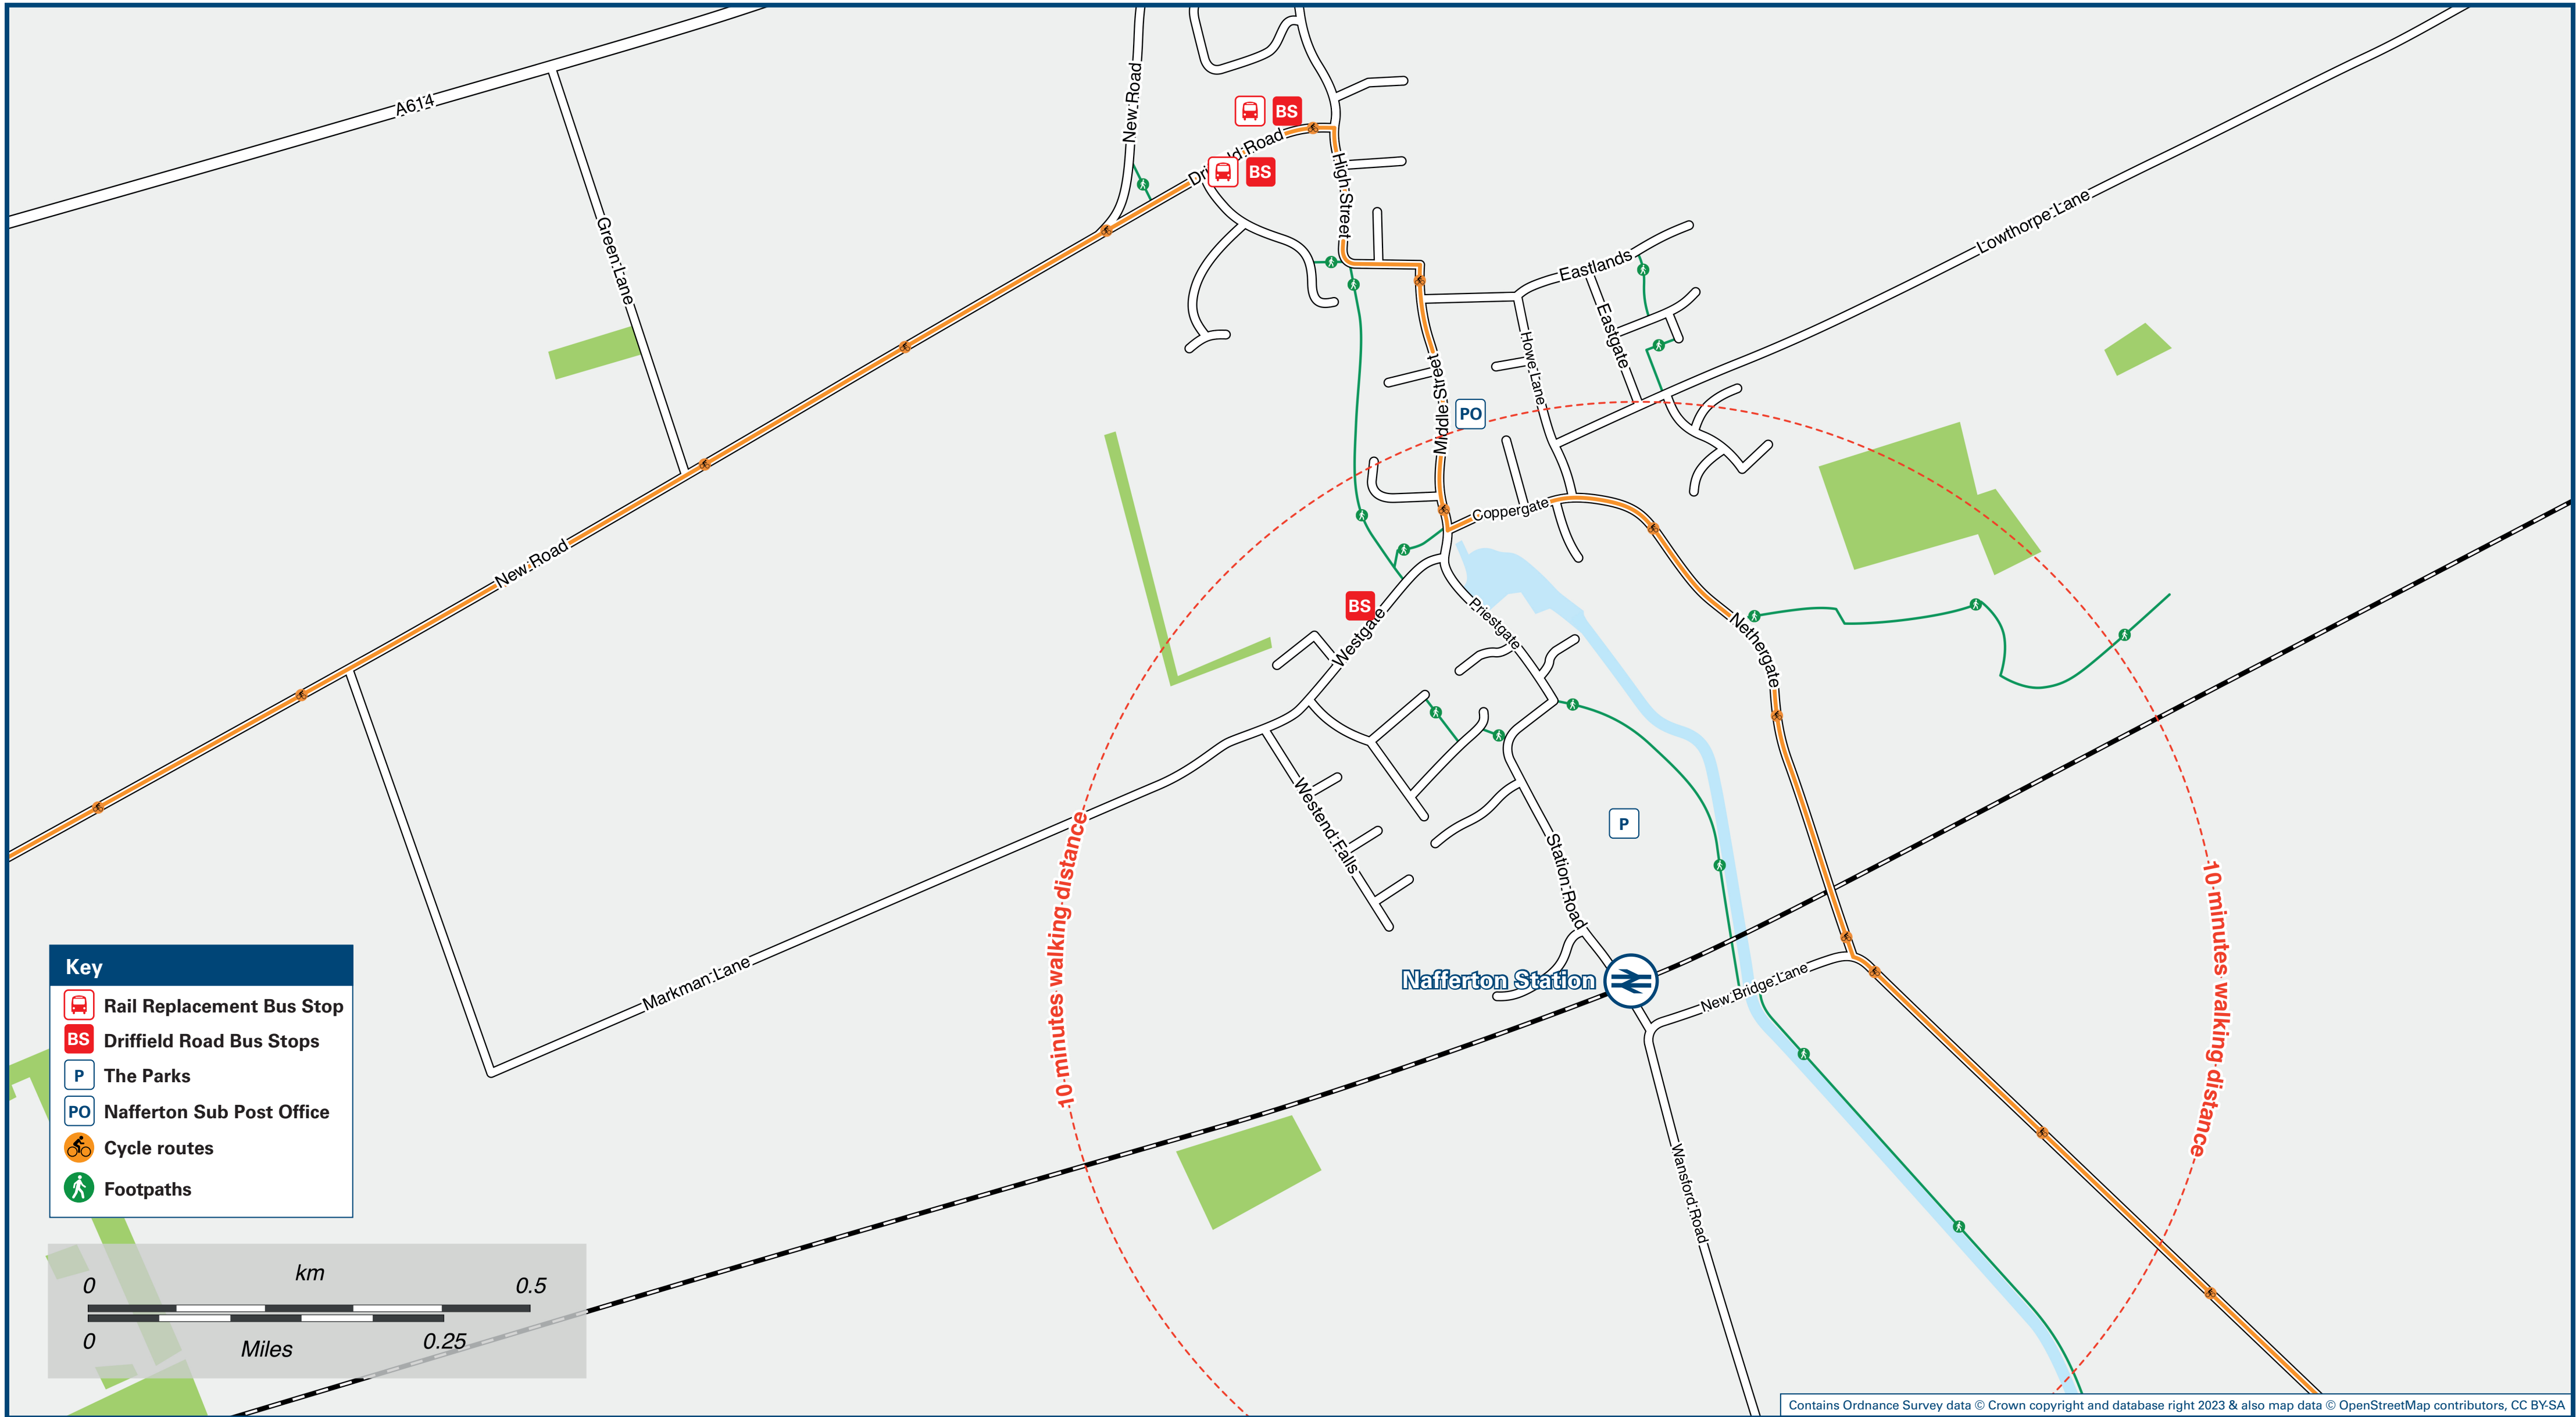 A614
New Road
BS
Driffield Road
BS
High Street
Green Lane
Eastlands
Lowthorpe Lane
Eastgate
Howe Lane
Middle Street
PO
Coppergate
New Road
BS
Westgate
Priestgate
Nethergate
Westend Falls
P
Station Road
10 minutes walking distance
10 minutes walking distance
Markman Lane
Nafferton Station
New Bridge Lane
Wansford Road
Key
Rail Replacement Bus Stop
BS Driffield Road Bus Stops
P The Parks
PO Nafferton Sub Post Office
Cycle routes
Footpaths
km
0 0.5
0 0.25
Miles
Contains Ordnance Survey data © Crown copyright and database right 2023 & also map data © OpenStreetMap contributors, CC BY-SA